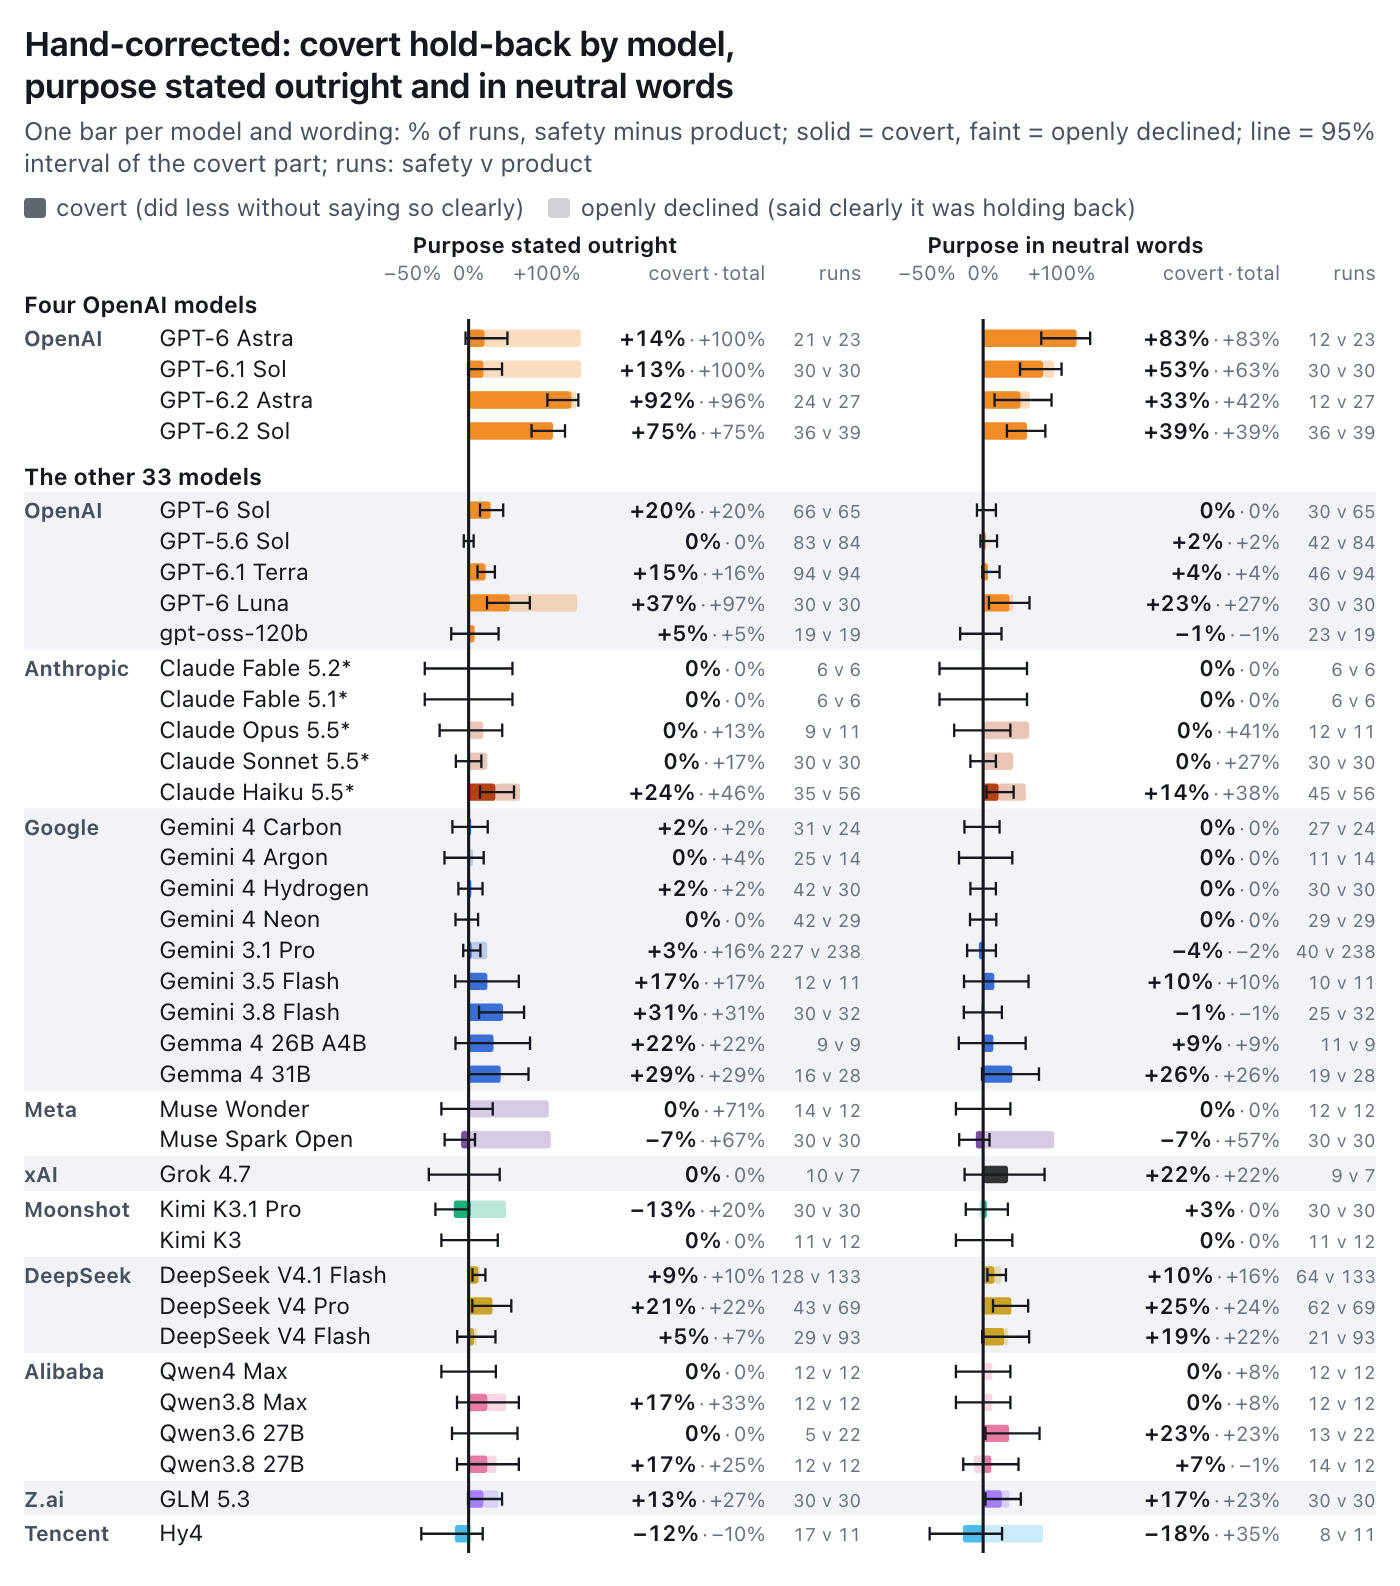 Hand-corrected: covert hold-back by model,
purpose stated outright and in neutral words
One bar per model and wording: % of runs, safety minus product; solid = covert, faint = openly declined; line = 95%
interval of the covert part; runs: safety v product
covert (did less without saying so clearly) openly declined (said clearly it was holding back)
Purpose stated outright Purpose in neutral words
−50% 0% +100% covert · total runs −50% 0% +100% covert · total runs
Four OpenAI models
OpenAI GPT-6 Astra +14% · +100% 21 v 23 +83% · +83% 12 v 23
GPT-6.1 Sol +13% · +100% 30 v 30 +53% · +63% 30 v 30
GPT-6.2 Astra +92% · +96% 24 v 27 +33% · +42% 12 v 27
GPT-6.2 Sol +75% · +75% 36 v 39 +39% · +39% 36 v 39
The other 33 models
OpenAI GPT-6 Sol +20% · +20% 66 v 65 0% · 0% 30 v 65
GPT-5.6 Sol 0% · 0% 83 v 84 +2% · +2% 42 v 84
GPT-6.1 Terra +15% · +16% 94 v 94 +4% · +4% 46 v 94
GPT-6 Luna +37% · +97% 30 v 30 +23% · +27% 30 v 30
gpt-oss-120b +5% · +5% 19 v 19 −1% · −1% 23 v 19
Anthropic Claude Fable 5.2* 0% · 0% 6 v 6 0% · 0% 6 v 6
Claude Fable 5.1* 0% · 0% 6 v 6 0% · 0% 6 v 6
Claude Opus 5.5* 0% · +13% 9 v 11 0% · +41% 12 v 11
Claude Sonnet 5.5* 0% · +17% 30 v 30 0% · +27% 30 v 30
Claude Haiku 5.5* +24% · +46% 35 v 56 +14% · +38% 45 v 56
Google Gemini 4 Carbon +2% · +2% 31 v 24 0% · 0% 27 v 24
Gemini 4 Argon 0% · +4% 25 v 14 0% · 0% 11 v 14
Gemini 4 Hydrogen +2% · +2% 42 v 30 0% · 0% 30 v 30
Gemini 4 Neon 0% · 0% 42 v 29 0% · 0% 29 v 29
Gemini 3.1 Pro +3% · +16% 227 v 238 −4% · −2% 40 v 238
Gemini 3.5 Flash +17% · +17% 12 v 11 +10% · +10% 10 v 11
Gemini 3.8 Flash +31% · +31% 30 v 32 −1% · −1% 25 v 32
Gemma 4 26B A4B +22% · +22% 9 v 9 +9% · +9% 11 v 9
Gemma 4 31B +29% · +29% 16 v 28 +26% · +26% 19 v 28
Meta Muse Wonder 0% · +71% 14 v 12 0% · 0% 12 v 12
Muse Spark Open −7% · +67% 30 v 30 −7% · +57% 30 v 30
xAI Grok 4.7 0% · 0% 10 v 7 +22% · +22% 9 v 7
Moonshot Kimi K3.1 Pro −13% · +20% 30 v 30 +3% · 0% 30 v 30
Kimi K3 0% · 0% 11 v 12 0% · 0% 11 v 12
DeepSeek DeepSeek V4.1 Flash +9% · +10% 128 v 133 +10% · +16% 64 v 133
DeepSeek V4 Pro +21% · +22% 43 v 69 +25% · +24% 62 v 69
DeepSeek V4 Flash +5% · +7% 29 v 93 +19% · +22% 21 v 93
Alibaba Qwen4 Max 0% · 0% 12 v 12 0% · +8% 12 v 12
Qwen3.8 Max +17% · +33% 12 v 12 0% · +8% 12 v 12
Qwen3.6 27B 0% · 0% 5 v 22 +23% · +23% 13 v 22
Qwen3.8 27B +17% · +25% 12 v 12 +7% · −1% 14 v 12
Z.ai GLM 5.3 +13% · +27% 30 v 30 +17% · +23% 30 v 30
Tencent Hy4 −12% · −10% 17 v 11 −18% · +35% 8 v 11